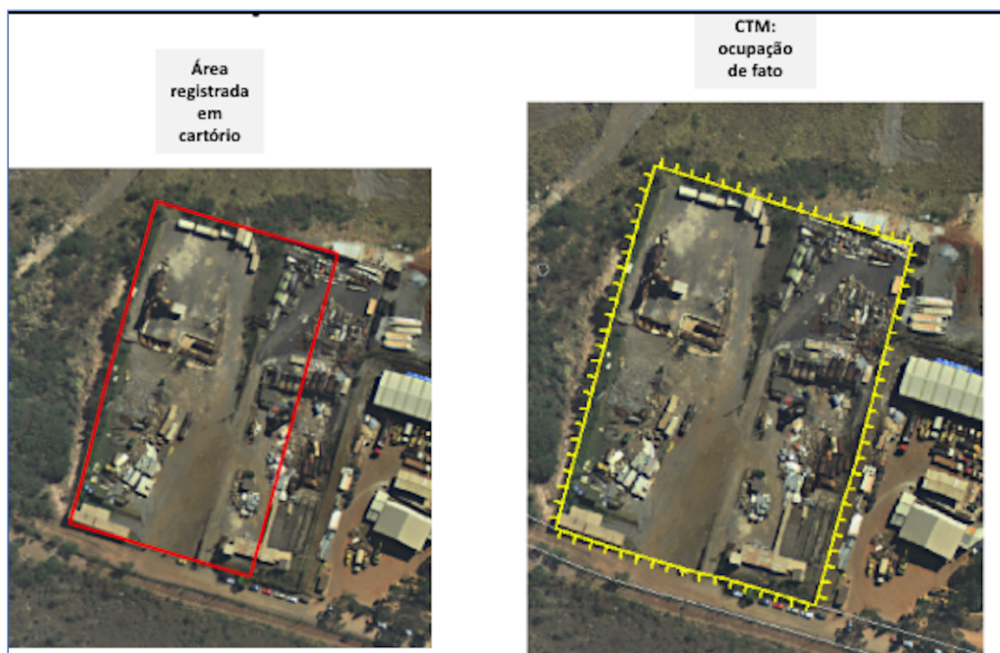 Área
registrada
em
cartório
CTM:
ocupação
de fato